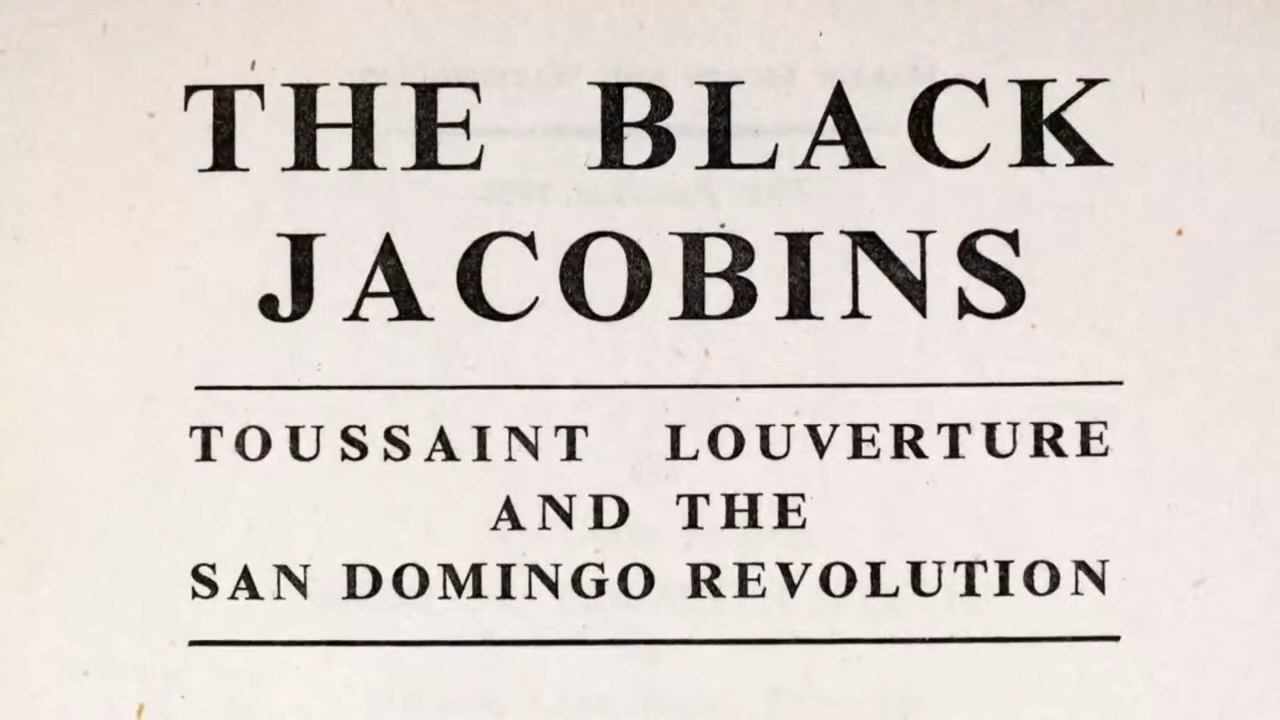 THE BLACK
JACOBINS
TOUSSAINT LOUVERTURE
AND THE
SAN DOMINGO REVOLUTION